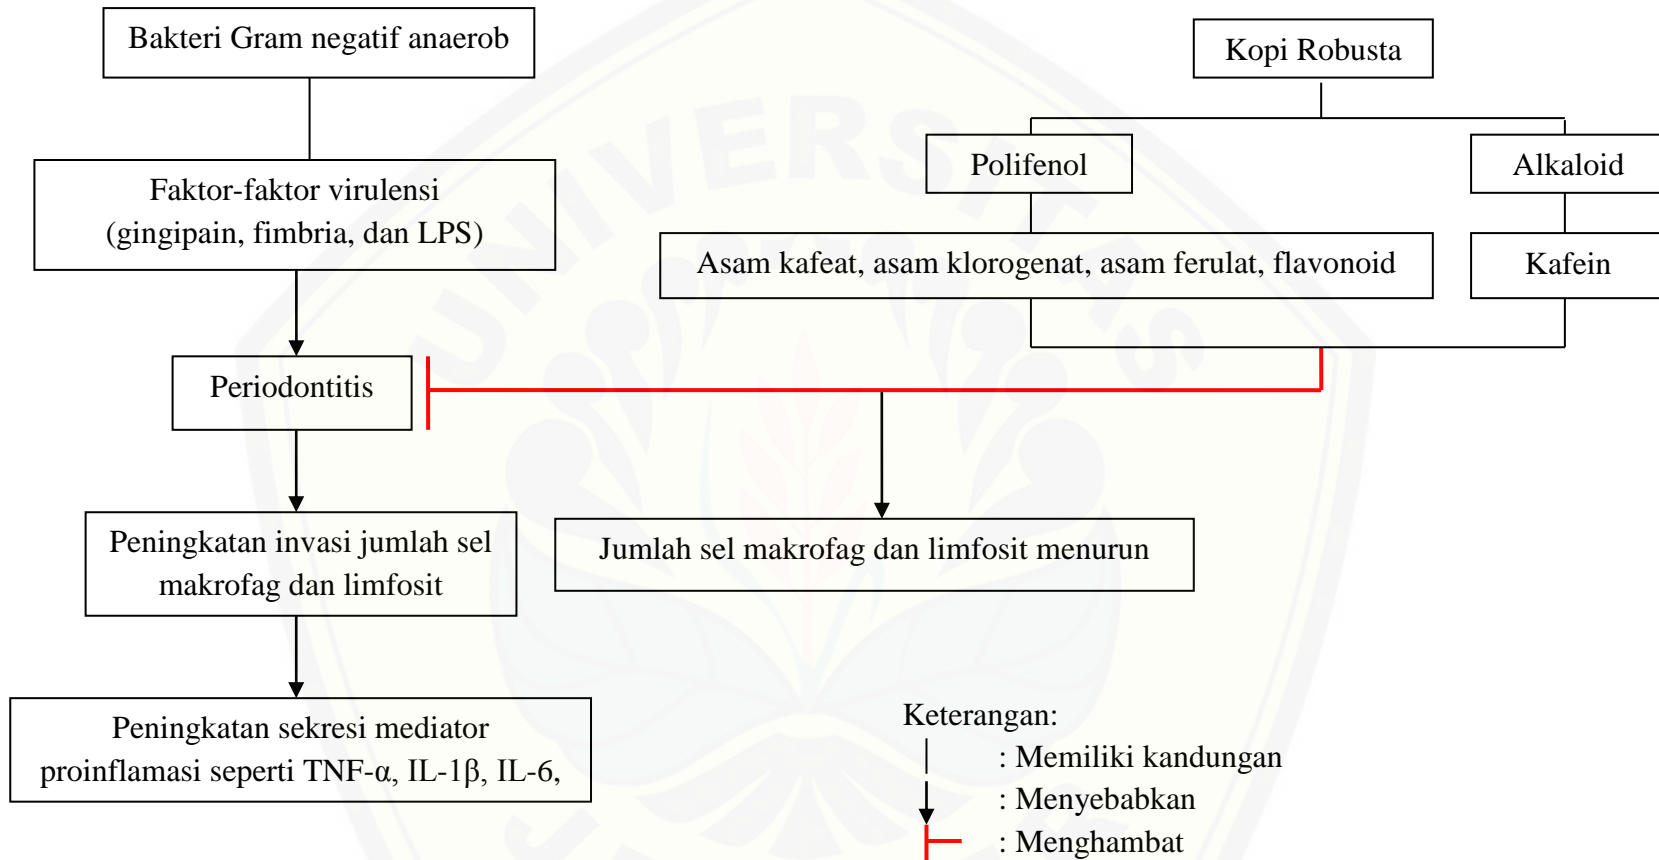 Bakteri Gram negatif anaerob
Faktor-faktor virulensi
(gingipain, fimbria, dan LPS)
Periodontitis
Peningkatan invasi jumlah sel
makrofag dan limfosit
Peningkatan sekresi mediator
proinflamasi seperti TNF-α, IL-1β, IL-6,
Kopi Robusta
Polifenol
Alkaloid
Asam kafeat, asam klorogenat, asam ferulat, flavonoid
Kafein
Jumlah sel makrofag dan limfosit menurun
Keterangan:
: Memiliki kandungan
: Menyebabkan
: Menghambat
UNIVERSITAS